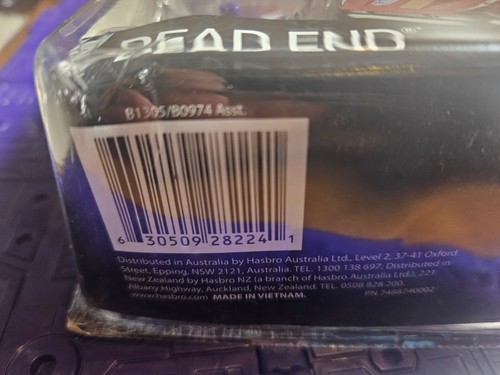 DEAD END®
B1305/B0974 Asst.
6 30509 28224 1
Distributed in Australia by Hasbro Australia Ltd., Level 2, 37-41 Oxford
Street, Epping, NSW 2121, Australia. TEL. 1300 138 697. Distributed in
New Zealand by Hasbro NZ (a branch of Hasbro Australia Ltd.), 221
Albany Highway, Auckland, New Zealand. TEL. 0508 828 200.
www.hasbro.com MADE IN VIETNAM. PN 7488740002